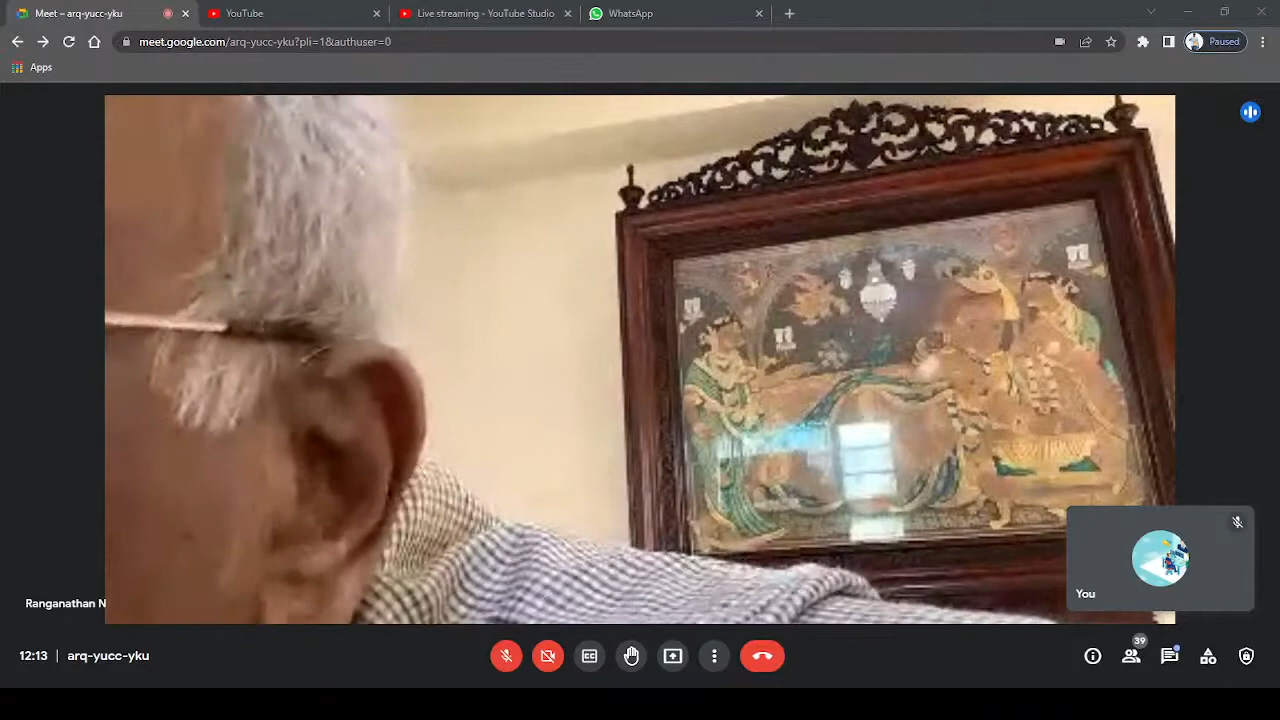 Meet – arq-yucc-yku
YouTube
Live streaming - YouTube Studio
WhatsApp
meet.google.com/arq-yucc-yku?pli=1&authuser=0
Paused
Apps
You
Ranganathan N
12:13 | arq-yucc-yku
39